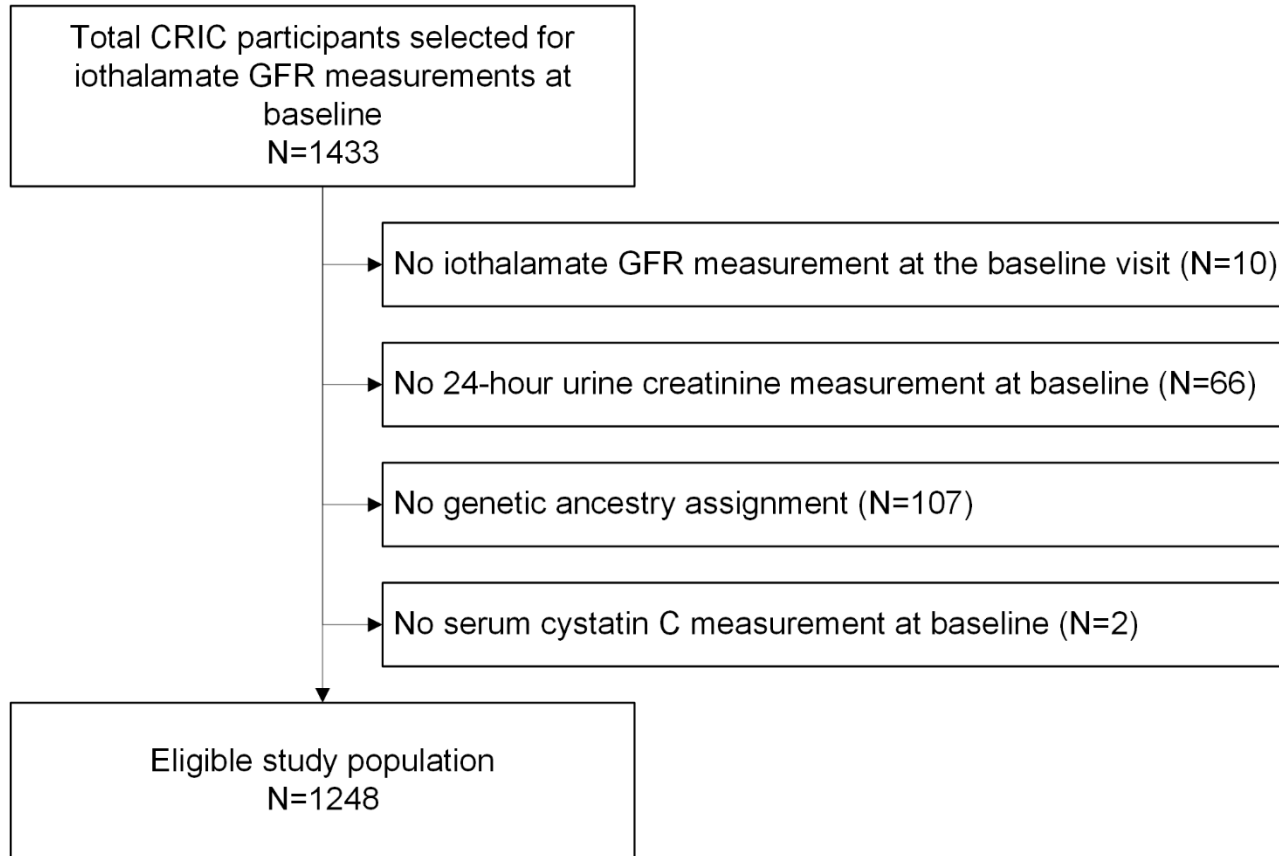 Total CRIC participants selected for
iothalamate GFR measurements at
baseline
N=1433
No iothalamate GFR measurement at the baseline visit (N=10)
No 24-hour urine creatinine measurement at baseline (N=66)
No genetic ancestry assignment (N=107)
No serum cystatin C measurement at baseline (N=2)
Eligible study population
N=1248